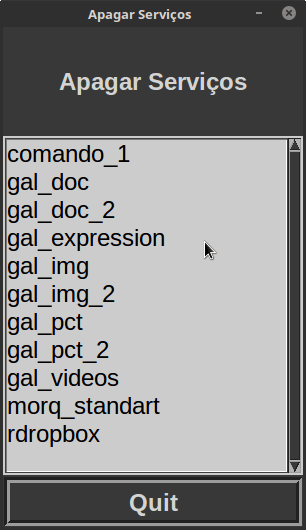 Apagar Serviços
Apagar Serviços
comando_1
gal_doc
gal_doc_2
gal_expression
gal_img
gal_img_2
gal_pct
gal_pct_2
gal_videos
morq_standart
rdropbox
Quit